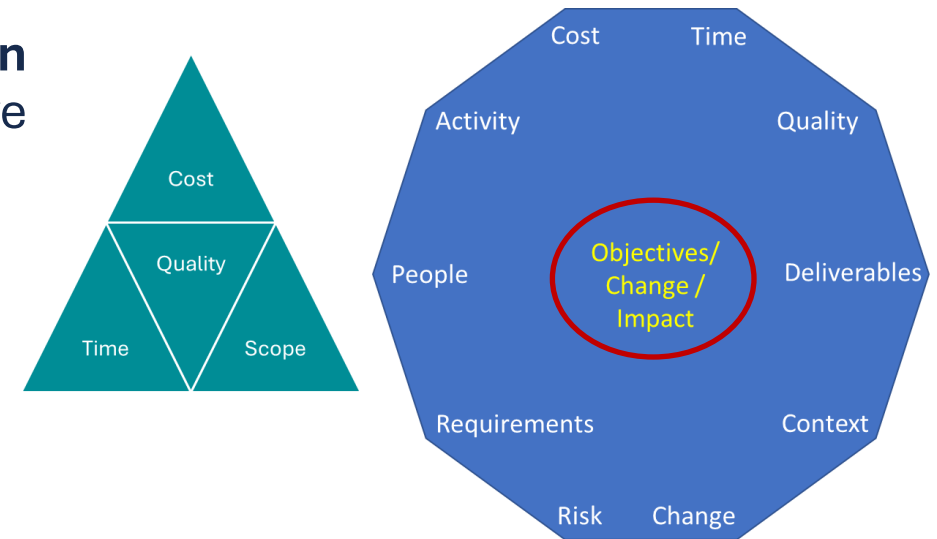 n
e
Cost
Quality
Time
Scope
Cost
Time
Activity
Quality
People
Objectives/
Change /
Impact
Deliverables
Requirements
Context
Risk
Change